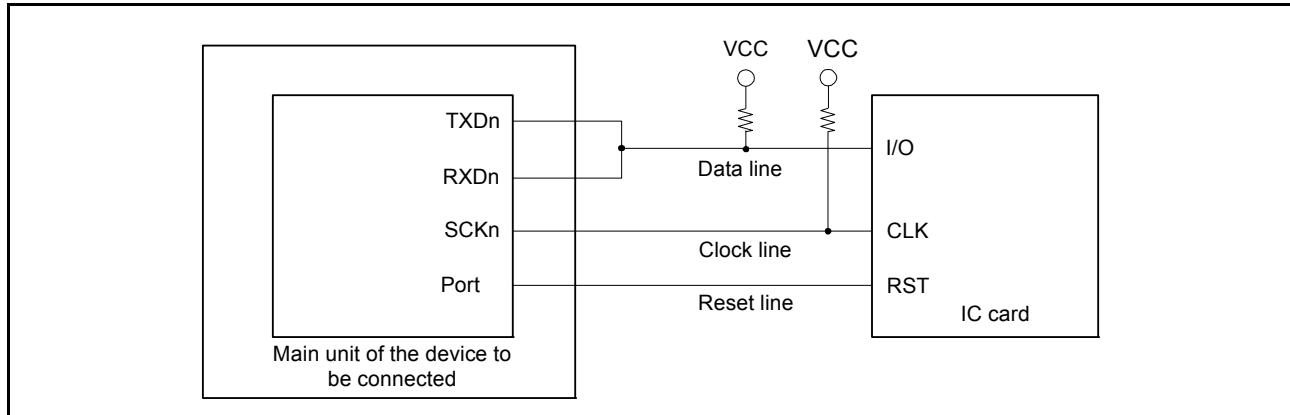 VCC
VCC
TXDn
RXDn
SCKn
Port
Data line
Clock line
Reset line
I/O
CLK
RST
IC card
Main unit of the device to
be connected